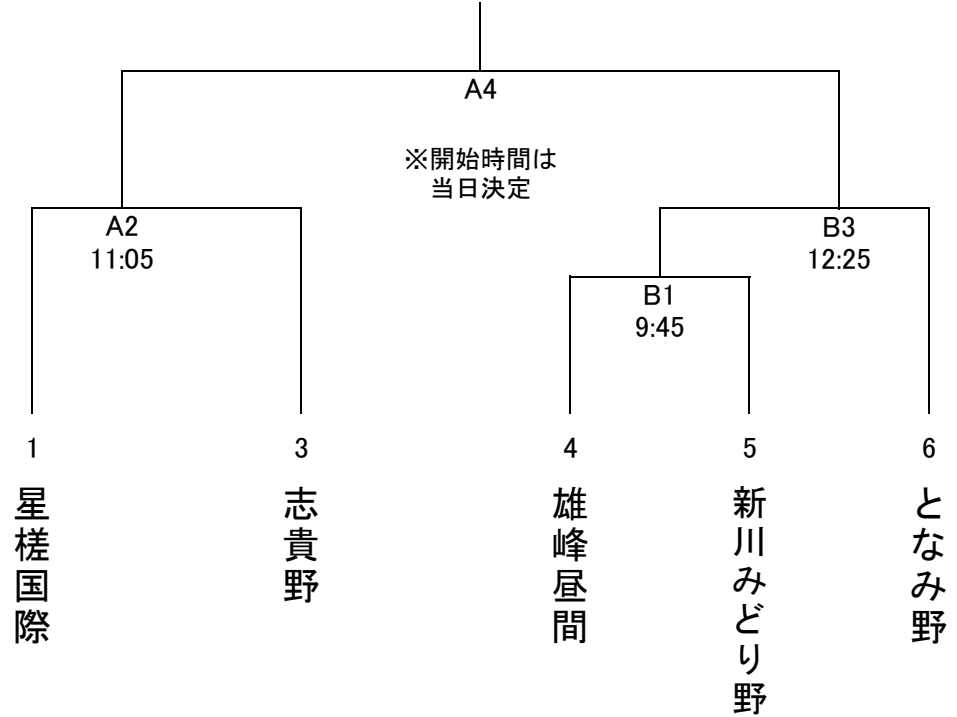 A4
※開始時間は
当日決定
A2
11:05
B3
12:25
B1
9:45
1
3
4
5
6
星槎国際
志貴野
雄峰昼間
新川みどり野
となみ野